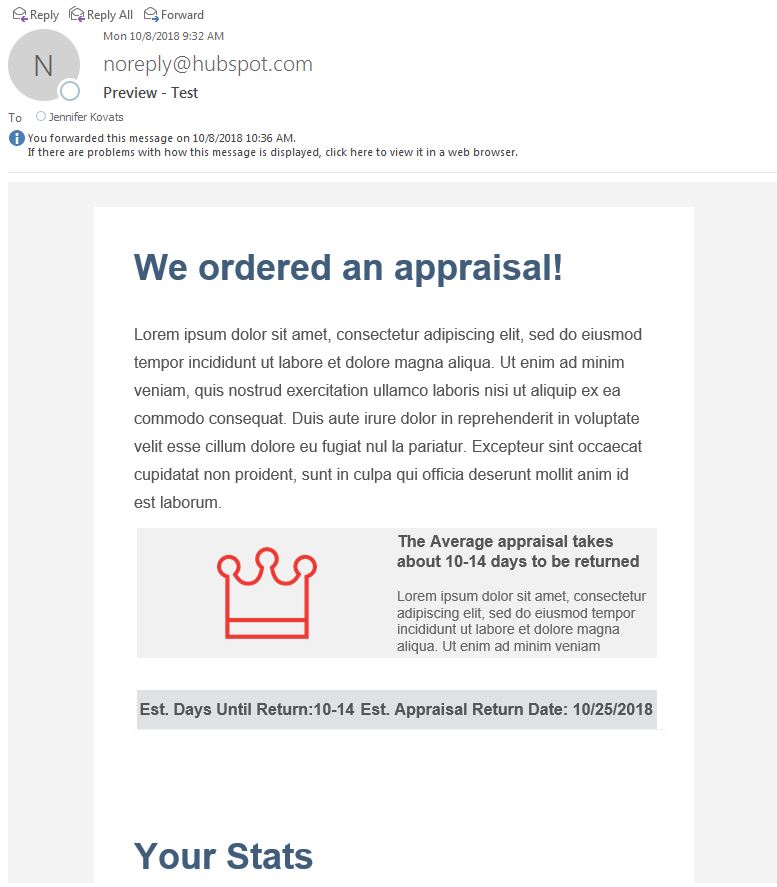 Reply Reply All Forward
Mon 10/8/2018 9:32 AM
N
noreply@hubspot.com
Preview - Test
To Jennifer Kovats
You forwarded this message on 10/8/2018 10:36 AM.
If there are problems with how this message is displayed, click here to view it in a web browser.
We ordered an appraisal!
Lorem ipsum dolor sit amet, consectetur adipiscing elit, sed do eiusmod
tempor incididunt ut labore et dolore magna aliqua. Ut enim ad minim
veniam, quis nostrud exercitation ullamco laboris nisi ut aliquip ex ea
commodo consequat. Duis aute irure dolor in reprehenderit in voluptate
velit esse cillum dolore eu fugiat nul la pariatur. Excepteur sint occaecat
cupidatat non proident, sunt in culpa qui officia deserunt mollit anim id
est laborum.
The Average appraisal takes
about 10-14 days to be returned
Lorem ipsum dolor sit amet, consectetur
adipiscing elit, sed do eiusmod tempor
incididunt ut labore et dolore magna
aliqua. Ut enim ad minim veniam
Est. Days Until Return:10-14 Est. Appraisal Return Date: 10/25/2018
Your Stats